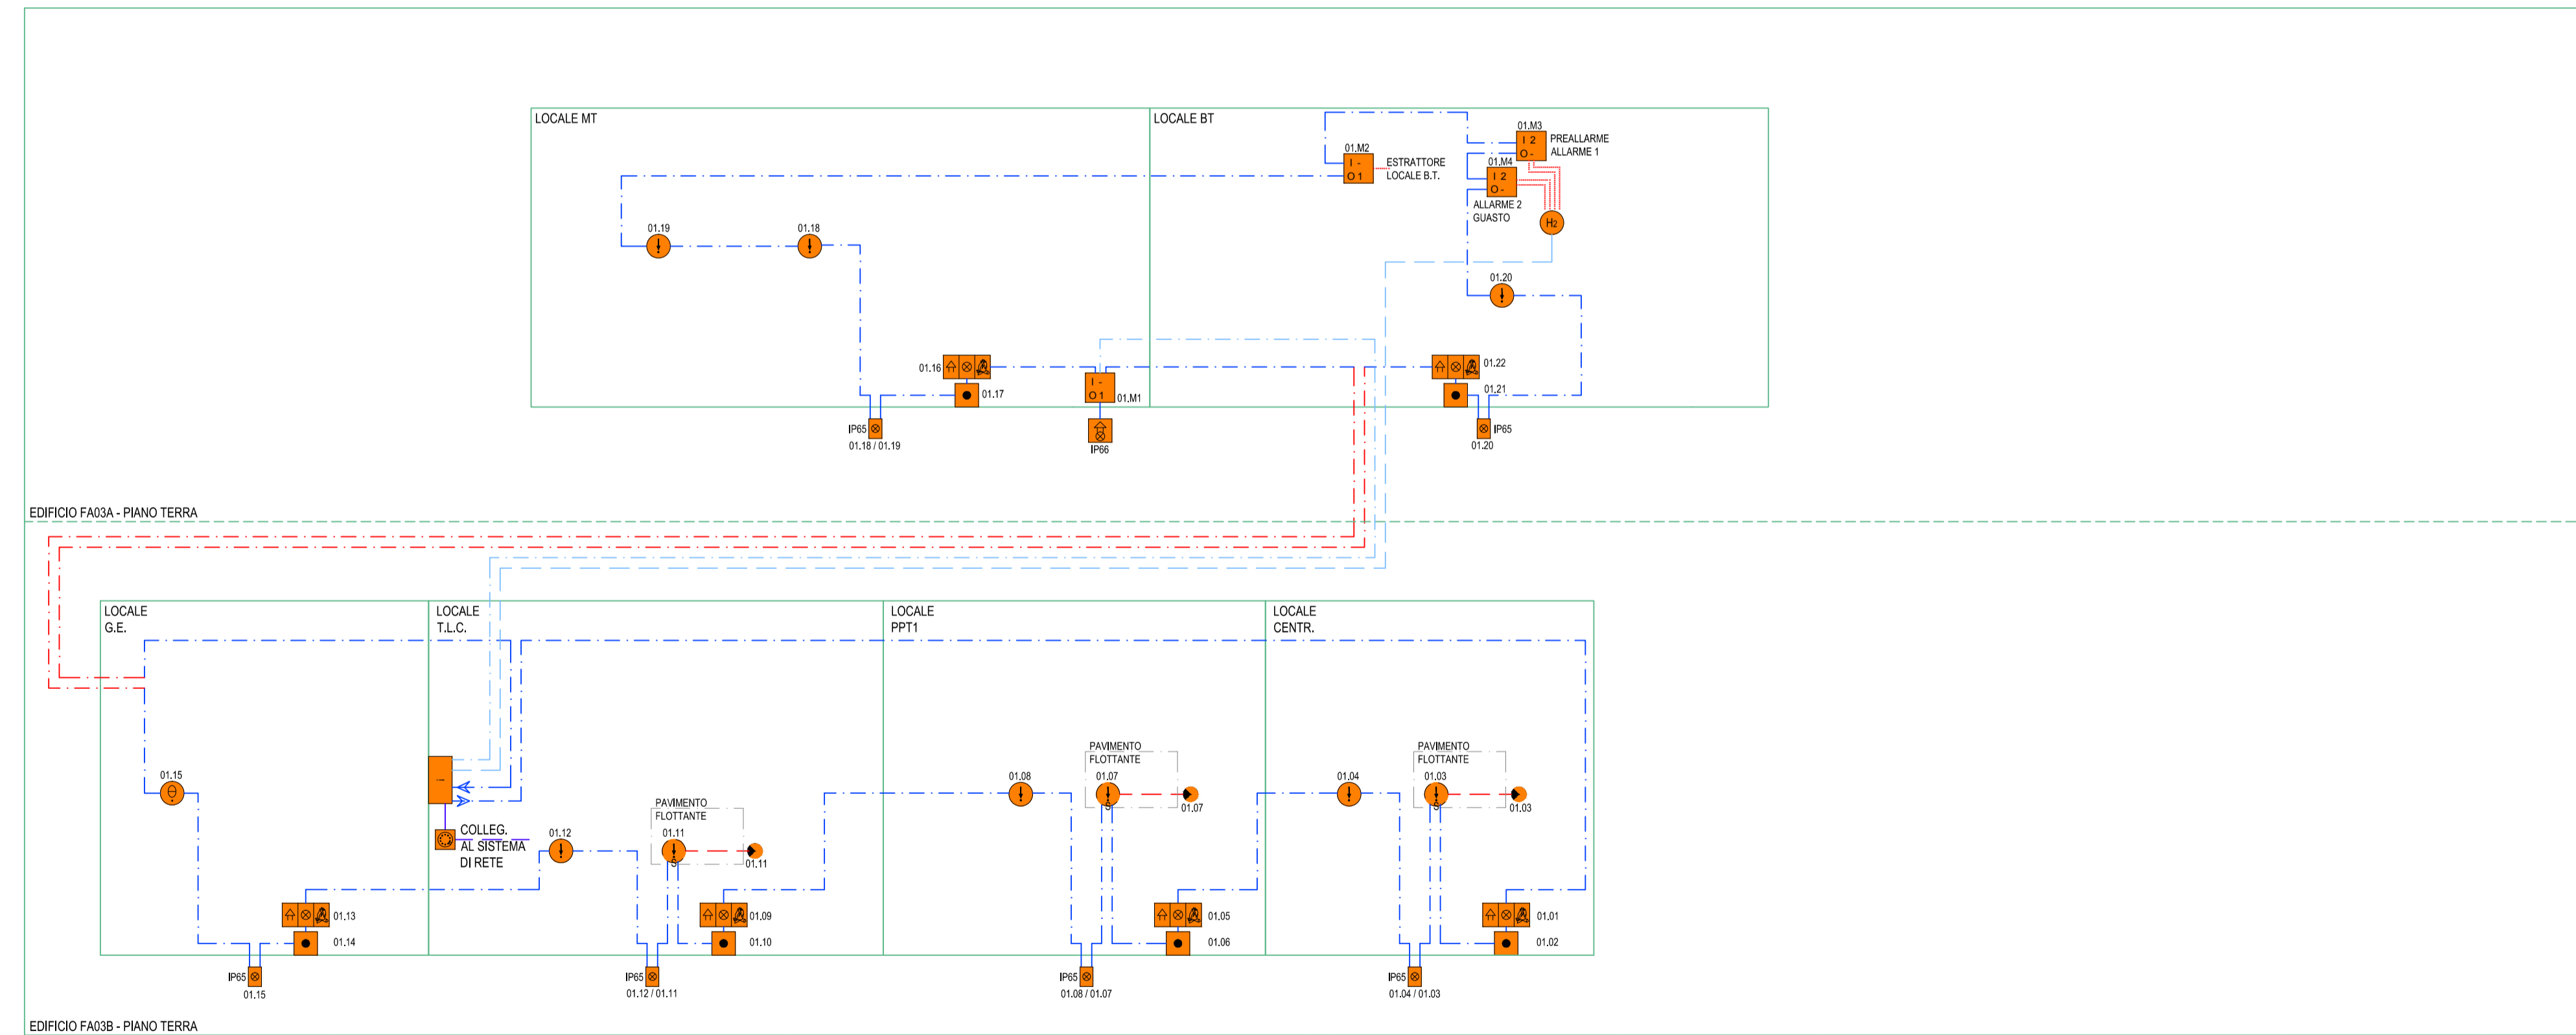 LOCALE MT
LOCALE BT
01.M3
I 2
O -
PREALLARME
ALLARME 1
01.M2
I -
O 1
ESTRATTORE
LOCALE B.T.
01.M4
I 2
O -
ALLARME 2
GUASTO
H2
01.19
01.18
01.20
01.16
01.17
I -
O 1
01.M1
01.22
01.21
IP65
01.18 / 01.19
IP66
IP65
01.20
EDIFICIO FA03A - PIANO TERRA
LOCALE
G.E.
LOCALE
T.L.C.
LOCALE
PPT1
LOCALE
CENTR.
01.15
COLLEG.
AL SISTEMA
DI RETE
01.12
PAVIMENTO
FLOTTANTE
01.11
S
01.11
01.08
PAVIMENTO
FLOTTANTE
01.07
S
01.07
01.04
PAVIMENTO
FLOTTANTE
01.03
S
01.03
01.13
01.14
01.09
01.10
01.05
01.06
01.01
01.02
IP65
01.15
IP65
01.12 / 01.11
IP65
01.08 / 01.07
IP65
01.04 / 01.03
EDIFICIO FA03B - PIANO TERRA